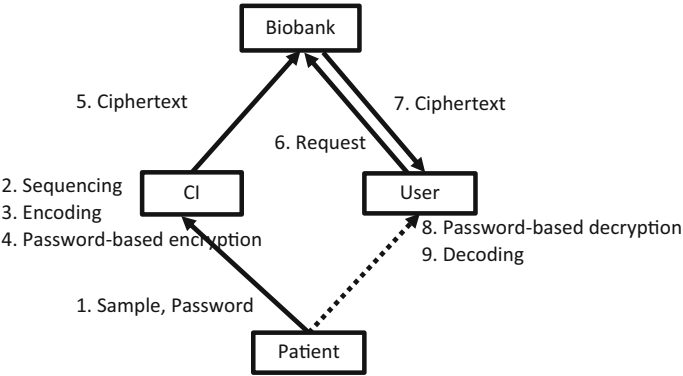 Biobank
5. Ciphertext
7. Ciphertext
6. Request
2. Sequencing
3. Encoding
4. Password-based encryption
CI
User
8. Password-based decryption
9. Decoding
1. Sample, Password
Patient